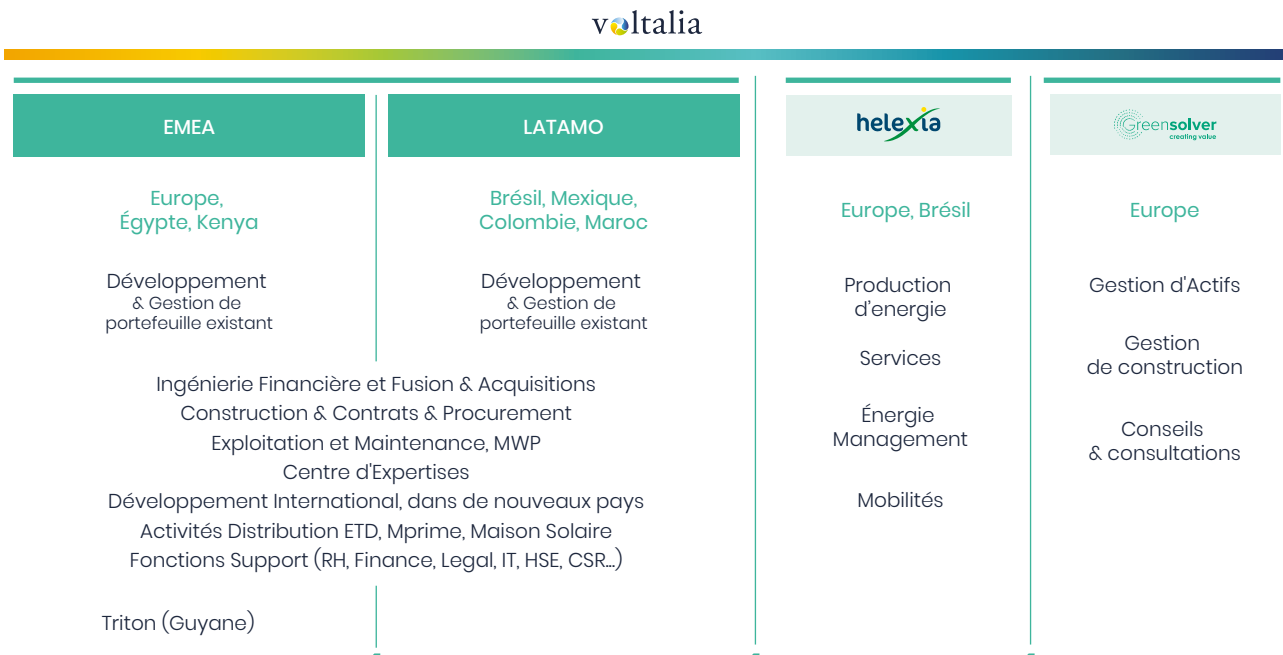 voltalia
EMEA
LATAMO
helexia
Greensolver
creating value
Europe,
Égypte, Kenya
Brésil, Mexique,
Colombie, Maroc
Europe, Brésil
Europe
Développement
& Gestion de
portefeuille existant
Développement
& Gestion de
portefeuille existant
Ingénierie Financière et Fusion & Acquisitions
Construction & Contrats & Procurement
Exploitation et Maintenance, MWP
Centre d'Expertises
Développement International, dans de nouveaux pays
Activités Distribution ETD, Mprime, Maison Solaire
Fonctions Support (RH, Finance, Legal, IT, HSE, CSR...)
Triton (Guyane)
Production
d’energie
Services
Énergie
Management
Mobilités
Gestion d'Actifs
Gestion
de construction
Conseils
& consultations